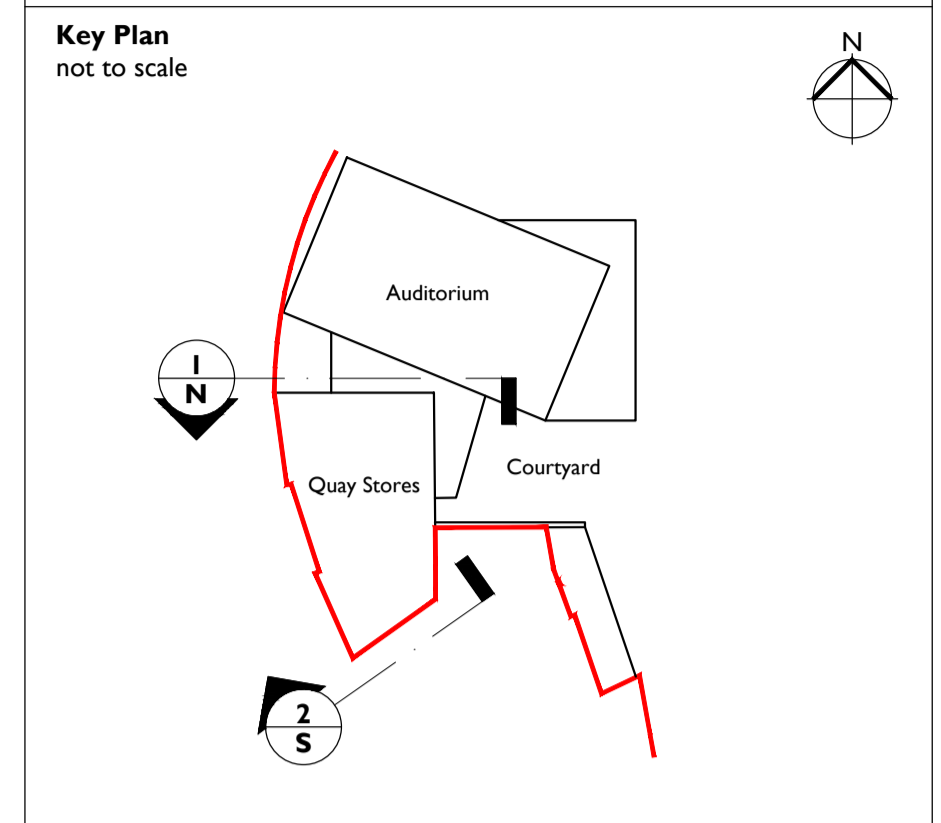 Key Plan
not to scale
N
Auditorium
1
N
Quay Stores
Courtyard
2
S